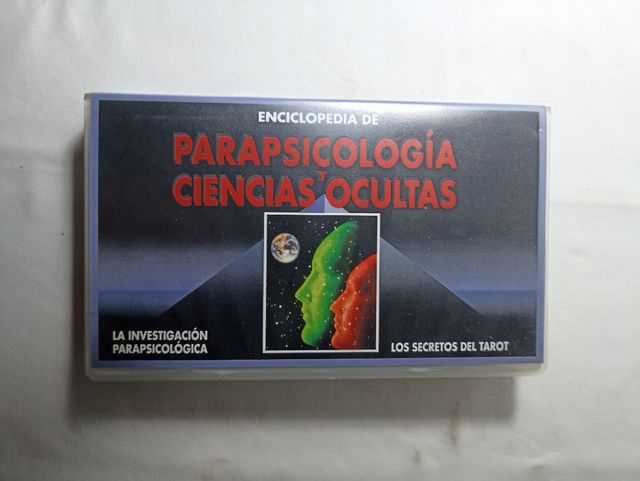 ENCICLOPEDIA DE
PARAPSICOLOGÍA
Y
CIENCIAS OCULTAS
LA INVESTIGACIÓN
PARAPSICOLÓGICA
LOS SECRETOS DEL TAROT